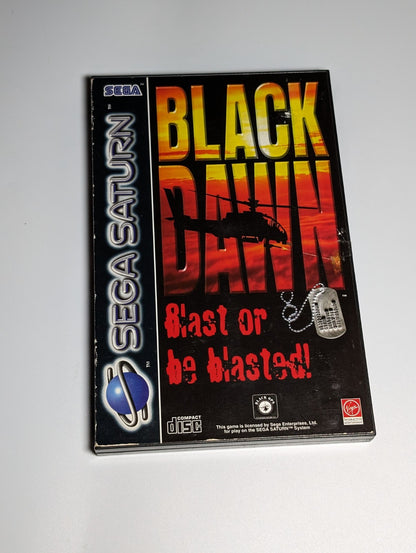 SEGA
SEGA SATURN
BLACK
DAWN
Blast or
be blasted!
COMPACT
disc
This game is licensed by Sega Enterprises, Ltd.
for play on the SEGA SATURN™ System
Virgin